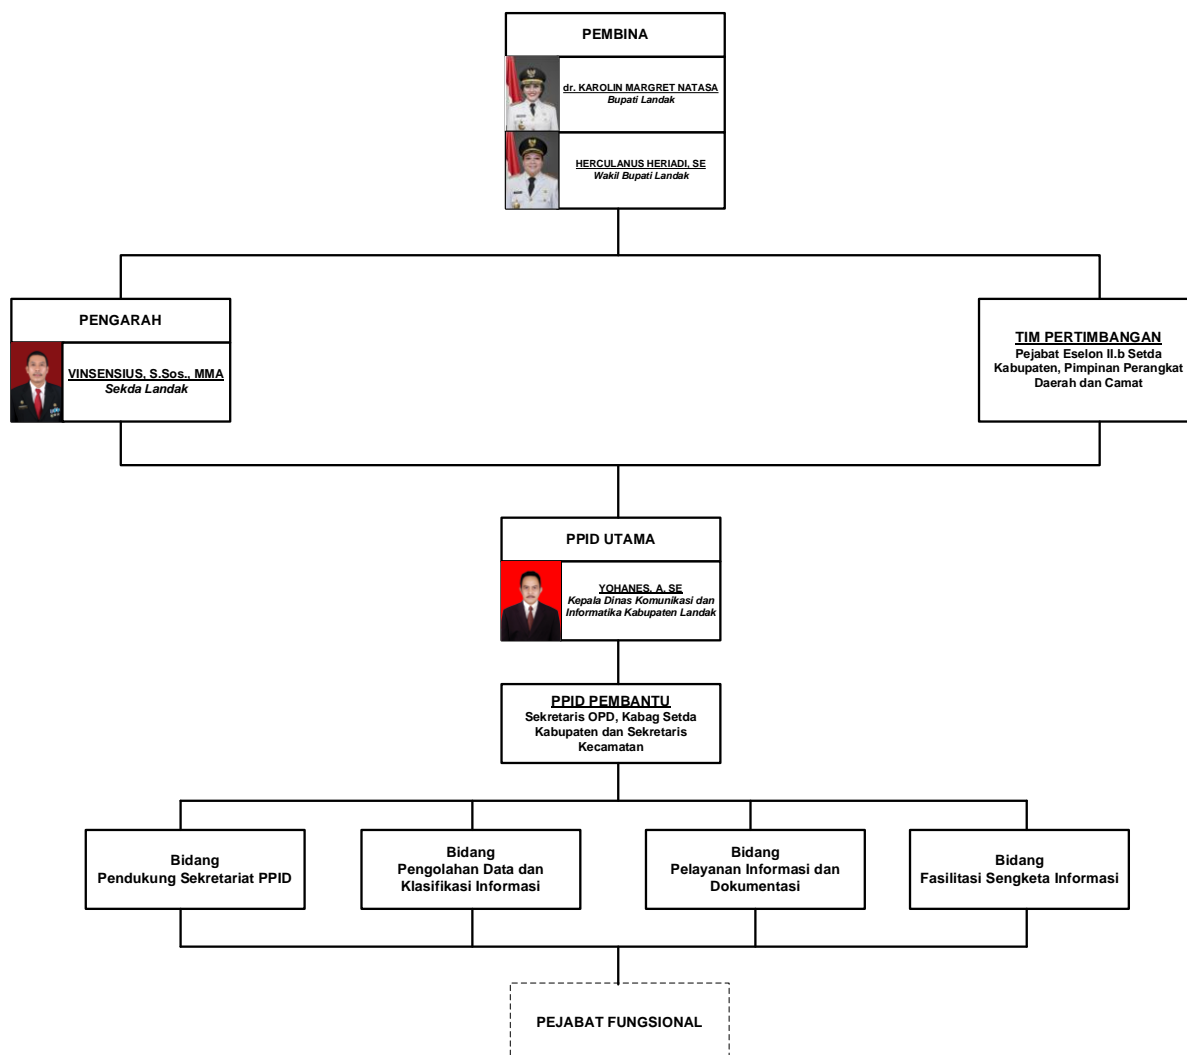 PEMBINA
dr. KAROLIN MARGRET NATASA
Bupati Landak
HERCULANUS HERIADI, SE
Wakil Bupati Landak
PENGARAH
VINSENSIUS, S.Sos., MMA
Sekda Landak
TIM PERTIMBANGAN
Pejabat Eselon II.b Setda
Kabupaten, Pimpinan Perangkat
Daerah dan Camat
PPID UTAMA
YOHANES. A. SE
Kepala Dinas Komunikasi dan
Informatika Kabupaten Landak
PPID PEMBANTU
Sekretaris OPD, Kabag Setda
Kabupaten dan Sekretaris
Kecamatan
Bidang
Pendukung Sekretariat PPID
Bidang
Pengolahan Data dan
Klasifikasi Informasi
Bidang
Pelayanan Informasi dan
Dokumentasi
Bidang
Fasilitasi Sengketa Informasi
PEJABAT FUNGSIONAL